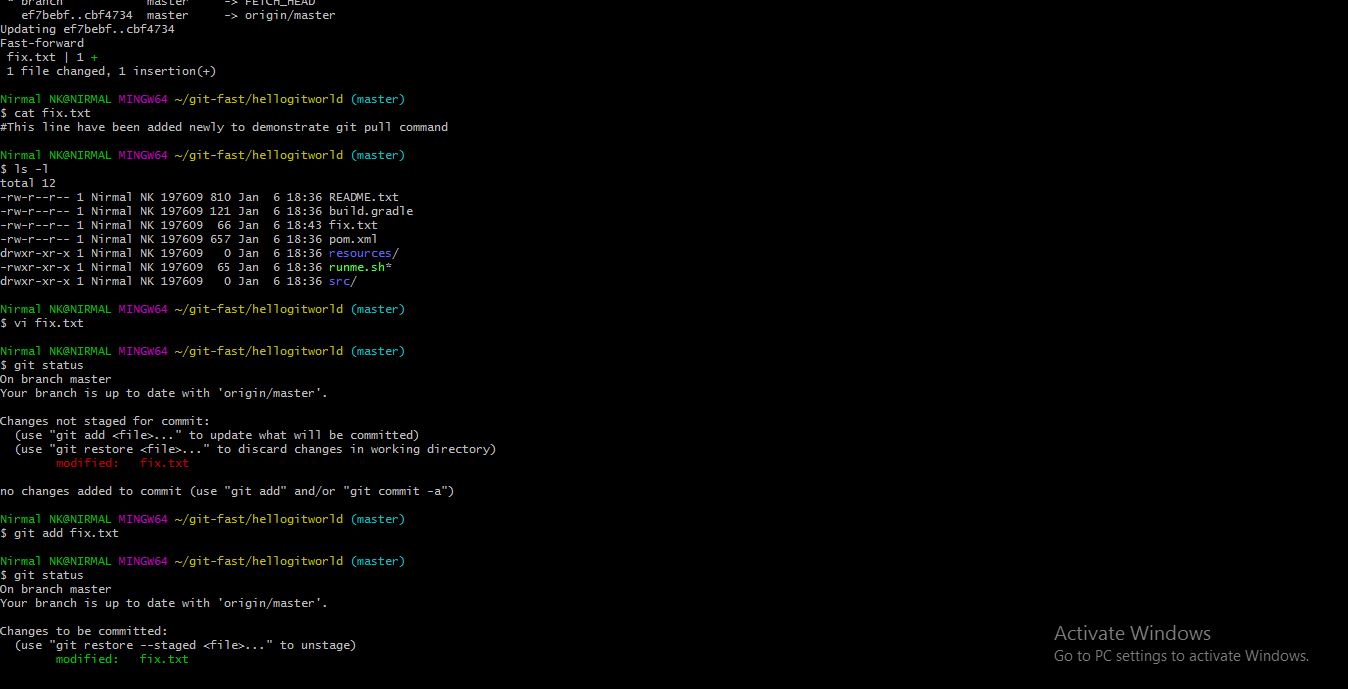 * branch            master     -> FETCH_HEAD
   ef7bebf..cbf4734  master     -> origin/master
Updating ef7bebf..cbf4734
Fast-forward
 fix.txt | 1 +
 1 file changed, 1 insertion(+)
Nirmal NK@NIRMAL MINGW64 ~/git-fast/hellogitworld (master)
$ cat fix.txt
#This line have been added newly to demonstrate git pull command
Nirmal NK@NIRMAL MINGW64 ~/git-fast/hellogitworld (master)
$ ls -l
total 12
-rw-r--r-- 1 Nirmal NK 197609 810 Jan  6 18:36 README.txt
-rw-r--r-- 1 Nirmal NK 197609 121 Jan  6 18:36 build.gradle
-rw-r--r-- 1 Nirmal NK 197609  66 Jan  6 18:43 fix.txt
-rw-r--r-- 1 Nirmal NK 197609 657 Jan  6 18:36 pom.xml
drwxr-xr-x 1 Nirmal NK 197609   0 Jan  6 18:36 resources/
-rwxr-xr-x 1 Nirmal NK 197609  65 Jan  6 18:36 runme.sh*
drwxr-xr-x 1 Nirmal NK 197609   0 Jan  6 18:36 src/
Nirmal NK@NIRMAL MINGW64 ~/git-fast/hellogitworld (master)
$ vi fix.txt
Nirmal NK@NIRMAL MINGW64 ~/git-fast/hellogitworld (master)
$ git status
On branch master
Your branch is up to date with 'origin/master'.
Changes not staged for commit:
  (use "git add <file>..." to update what will be committed)
  (use "git restore <file>..." to discard changes in working directory)
        modified:   fix.txt
no changes added to commit (use "git add" and/or "git commit -a")
Nirmal NK@NIRMAL MINGW64 ~/git-fast/hellogitworld (master)
$ git add fix.txt
Nirmal NK@NIRMAL MINGW64 ~/git-fast/hellogitworld (master)
$ git status
On branch master
Your branch is up to date with 'origin/master'.
Changes to be committed:
  (use "git restore --staged <file>..." to unstage)
        modified:   fix.txt
Activate Windows
Go to PC settings to activate Windows.